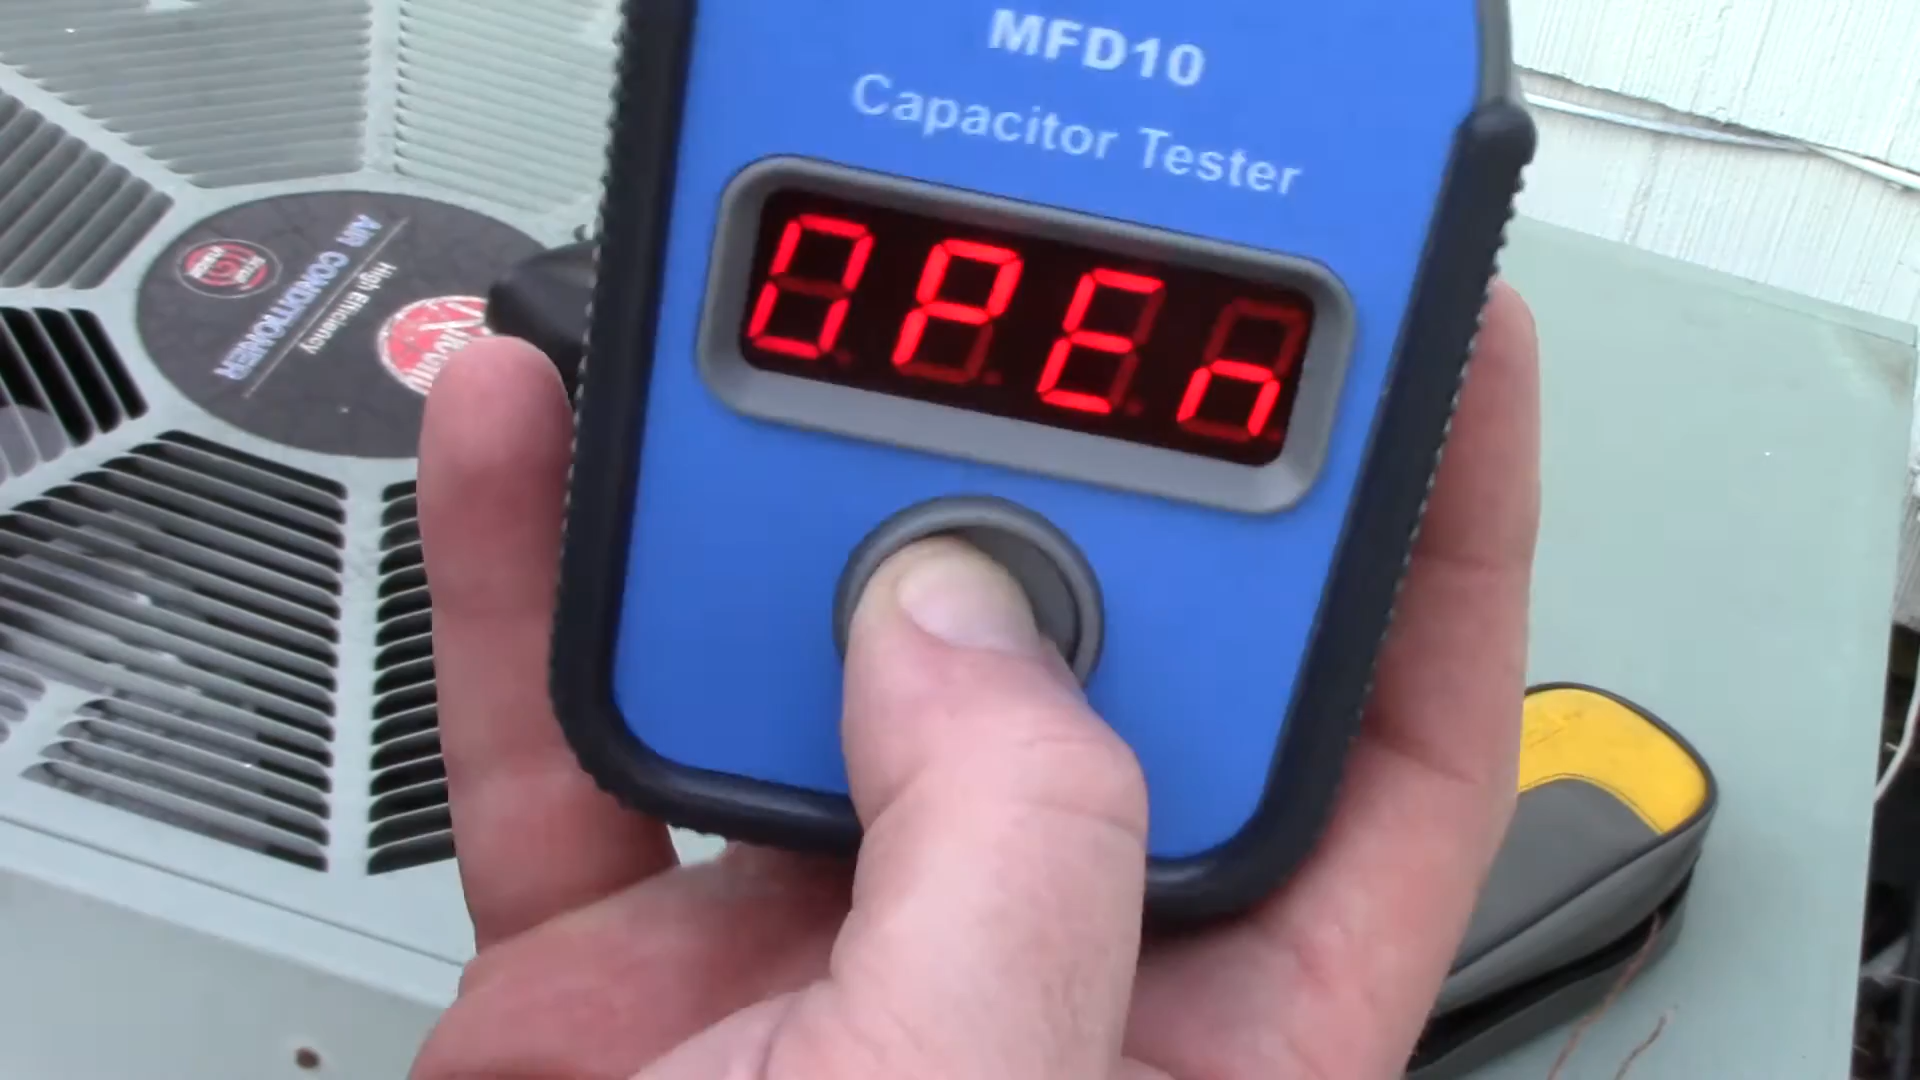 MFD10
Capacitor Tester
OPEn
AIR CONDITIONER
High Efficiency